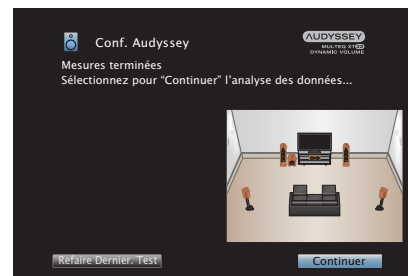 Conf. Audyssey
AUDYSSEY
MULTEQ XT32
DYNAMIC VOLUME
Mesures terminées
Sélectionnez pour “Continuer” l’analyse des données...
Refaire Dernier. Test
Continuer